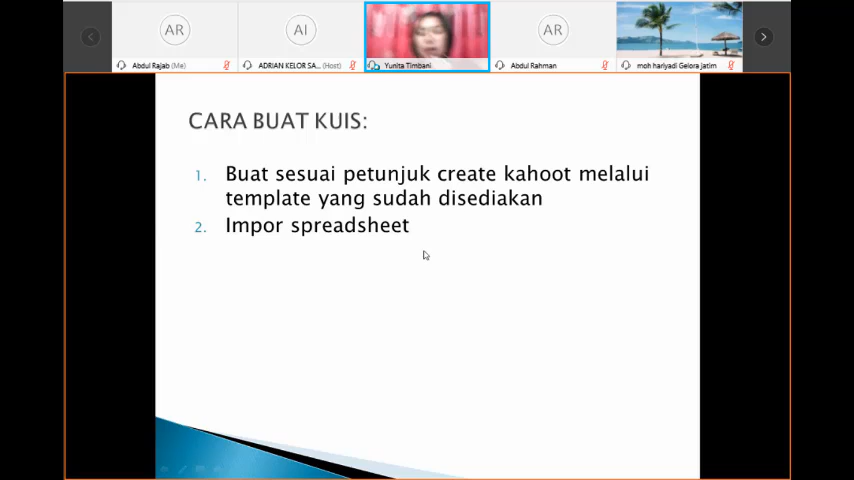 AR
AI
AR
Abdul Rajab (Me)
ADRIAN KELOR SA... (Host)
Yunita Timbani
Abdul Rahman
moh hariyadi Gelora jatim
CARA BUAT KUIS:
1. Buat sesuai petunjuk create kahoot melalui
template yang sudah disediakan
2. Impor spreadsheet